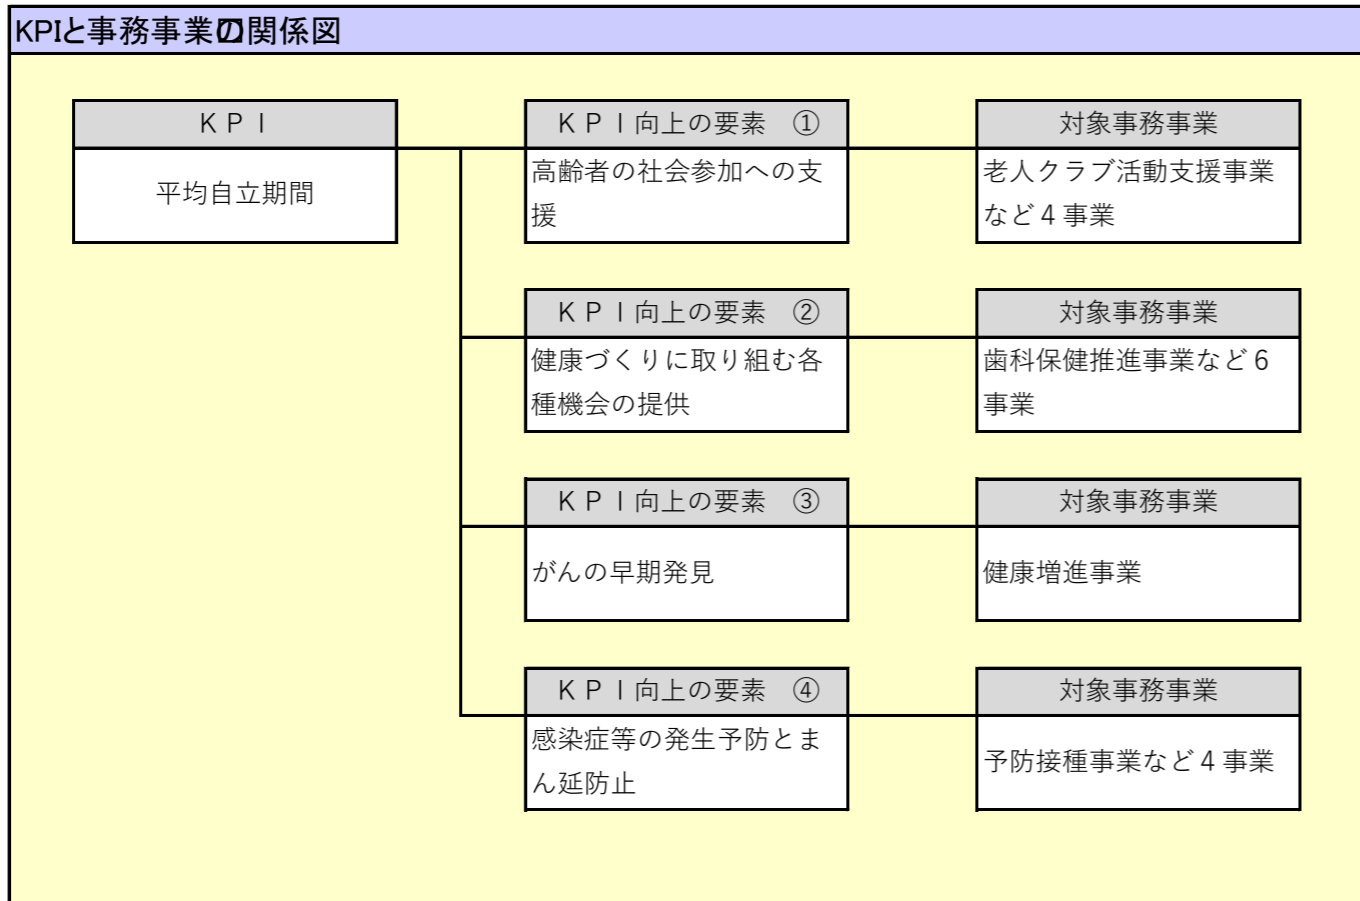 KPIと事務事業の関係図
ＫＰＩ
平均自立期間
ＫＰＩ向上の要素　①
高齢者の社会参加への支
援
対象事務事業
老人クラブ活動支援事業
など４事業
ＫＰＩ向上の要素　②
健康づくりに取り組む各
種機会の提供
対象事務事業
歯科保健推進事業など６
事業
ＫＰＩ向上の要素　③
がんの早期発見
対象事務事業
健康増進事業
ＫＰＩ向上の要素　④
感染症等の発生予防とま
ん延防止
対象事務事業
予防接種事業など４事業